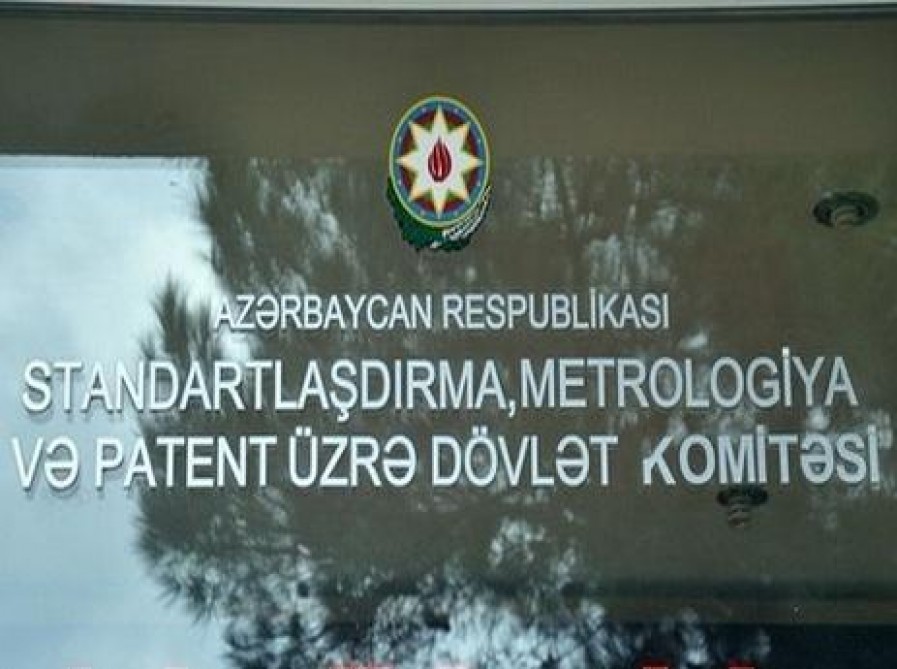 AZƏRBAYCAN RESPUBLİKASI
STANDARTLAŞDIRMA,METROLOGİYA
VƏ PATENT ÜZRƏ DÖVLƏT KOMİTƏSİ